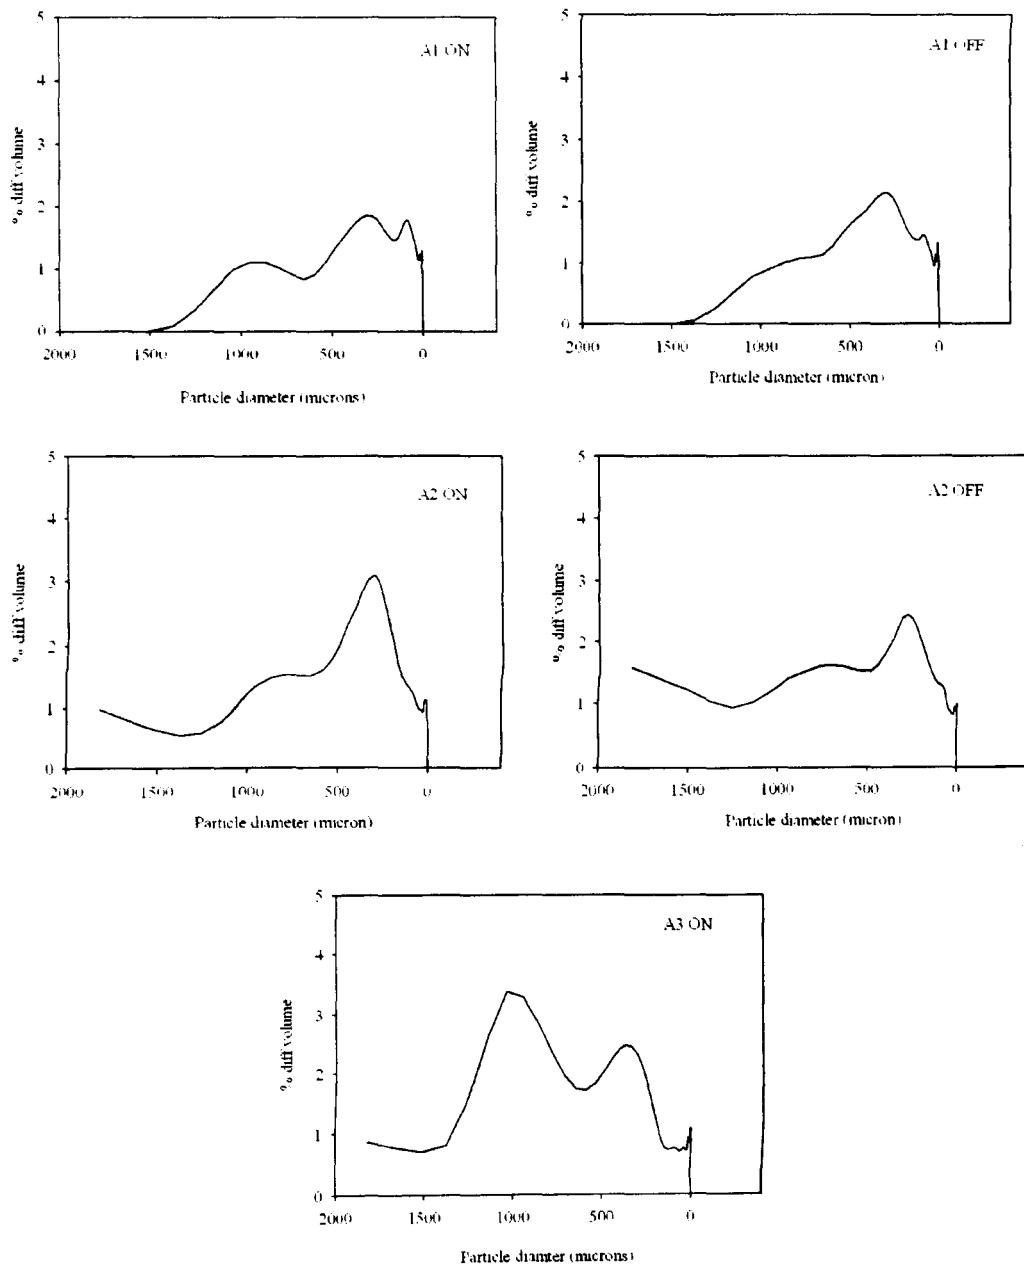 A1 ON
5
4
3
2
1
0
% diff volume
2000 1500 1000 500 0
Particle diameter (microns)
A1 OFF
5
4
3
2
1
0
% diff volume
2000 1500 1000 500 0
Particle diameter (micron)
A2 ON
5
4
3
2
1
0
% diff volume
2000 1500 1000 500 0
Particle diameter (micron)
A2 OFF
5
4
3
2
1
0
% diff volume
2000 1500 1000 500 0
Particle diameter (micron)
A3 ON
5
4
3
2
1
0
% diff volume
2000 1500 1000 500 0
Particle diamter (microns)